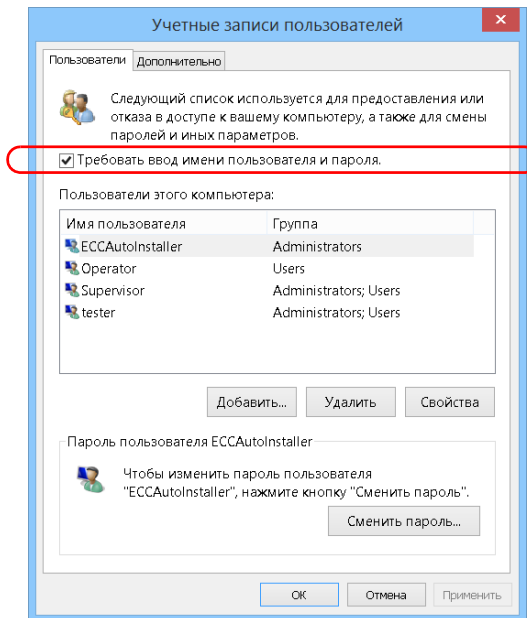 Учетные записи пользователей
Пользователи Дополнительно
Следующий список используется для предоставления или
отказа в доступе к вашему компьютеру, а также для смены
паролей и иных параметров.
Требовать ввод имени пользователя и пароля.
Пользователи этого компьютера:
Имя пользователя Группа
ECCAutoInstaller Administrators
Operator Users
Supervisor Administrators; Users
tester Administrators; Users
Добавить... Удалить Свойства
Пароль пользователя ECCAutoInstaller
Чтобы изменить пароль пользователя
"ECCAutoInstaller", нажмите кнопку "Сменить пароль".
Сменить пароль...
ОК Отмена Применить